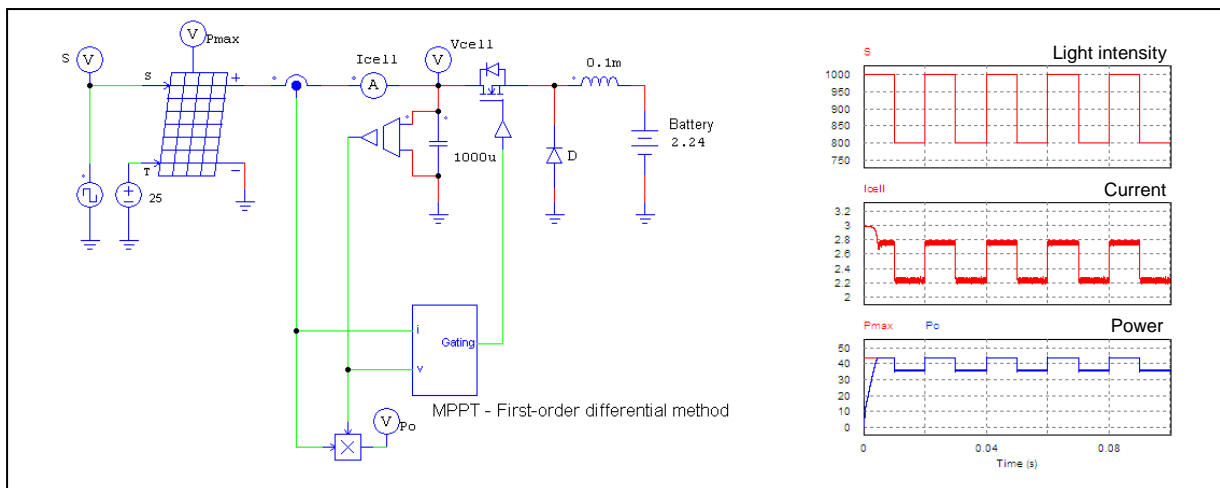 S
V
V
Pmax
S
T
+
−
25
Icell
A
Vcell
V
1000u
D
0.1m
Battery
2.24
i
v
Gating
MPPT - First-order differential method
V
Po
Light intensity
S
1000
950
900
850
800
750
Current
Icell
3.2
3
2.8
2.6
2.4
2.2
2
Power
Pmax Po
50
40
30
20
10
0
0 0.04 0.08
Time (s)